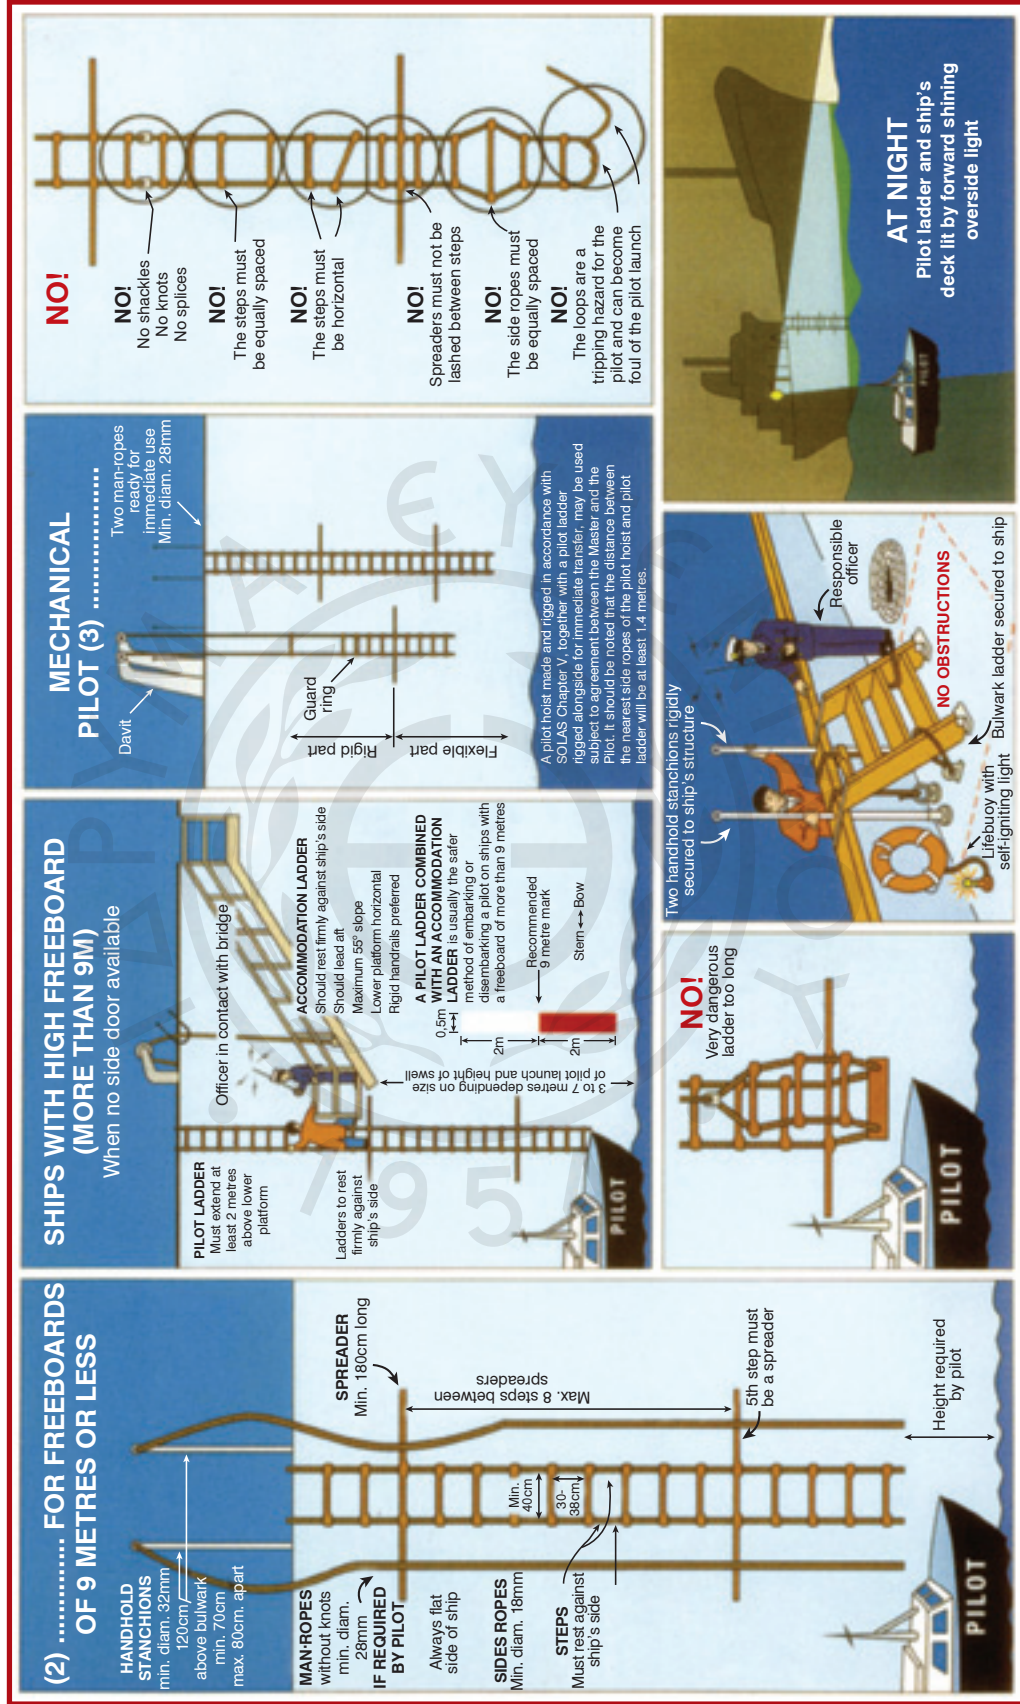 (2) ............. FOR FREEBOARDS
OF 9 METRES OR LESS
HANDHOLD
STANCHIONS
min. diam. 32mm
120cm
above bulwark
min. 70cm
max. 80cm. apart
MAN-ROPES
without knots
min. diam.
28mm
IF REQUIRED
BY PILOT
Always flat
side of ship
SIDES ROPES
Min. diam. 18mm
STEPS
Must rest against
ship's side
SPREADER
Min. 180cm long
Max. 8 steps between
spreaders
Min.
40cm
30-
38cm
5th step must
be a spreader
Height required
by pilot
PILOT
SHIPS WITH HIGH FREEBOARD
(MORE THAN 9M)
When no side door available
Officer in contact with bridge
PILOT LADDER
Must extend at
least 2 metres
above lower
platform
Ladders to rest
firmly against
ship's side
ACCOMMODATION LADDER
Should rest firmly against ship's side
Should lead aft
Maximum 55° slope
Lower platform horizontal
Rigid handrails preferred
A PILOT LADDER COMBINED
WITH AN ACCOMMODATION
LADDER is usually the safer
method of embarking or
disembarking a pilot on ships with
a freeboard of more than 9 metres
0,5m
2m
2m
Recommended
9 metre mark
Stern
Bow
3 to 7 metres depending on size
of pilot launch and height of swell
PILOT
MECHANICAL
PILOT (3) .................
Davit
Two man-ropes
ready for
immediate use
Min. diam. 28mm
Guard
ring
Rigid part
Flexible part
A pilot hoist made and rigged in accordance with
SOLAS Chapter V, together with a pilot ladder
rigged alongside for immediate transfer, may be used
subject to agreement between the Master and the
Pilot. It should be noted that the distance between
the nearest side ropes of the pilot hoist and pilot
ladder will be at least 1.4 metres.
NO!
NO!
No shackles
No knots
No splices
NO!
The steps must
be equally spaced
NO!
The steps must
be horizontal
NO!
Spreaders must not be
lashed between steps
NO!
The side ropes must
be equally spaced
NO!
The loops are a
tripping hazard for the
pilot and can become
foul of the pilot launch
NO!
Very dangerous
ladder too long
PILOT
Two handhold stanchions rigidly
secured to ship's structure
Responsible
officer
NO OBSTRUCTIONS
Lifebuoy with
self-igniting light
Bulwark ladder secured to ship
AT NIGHT
Pilot ladder and ship's
deck lit by forward shining
overside light
PILOT